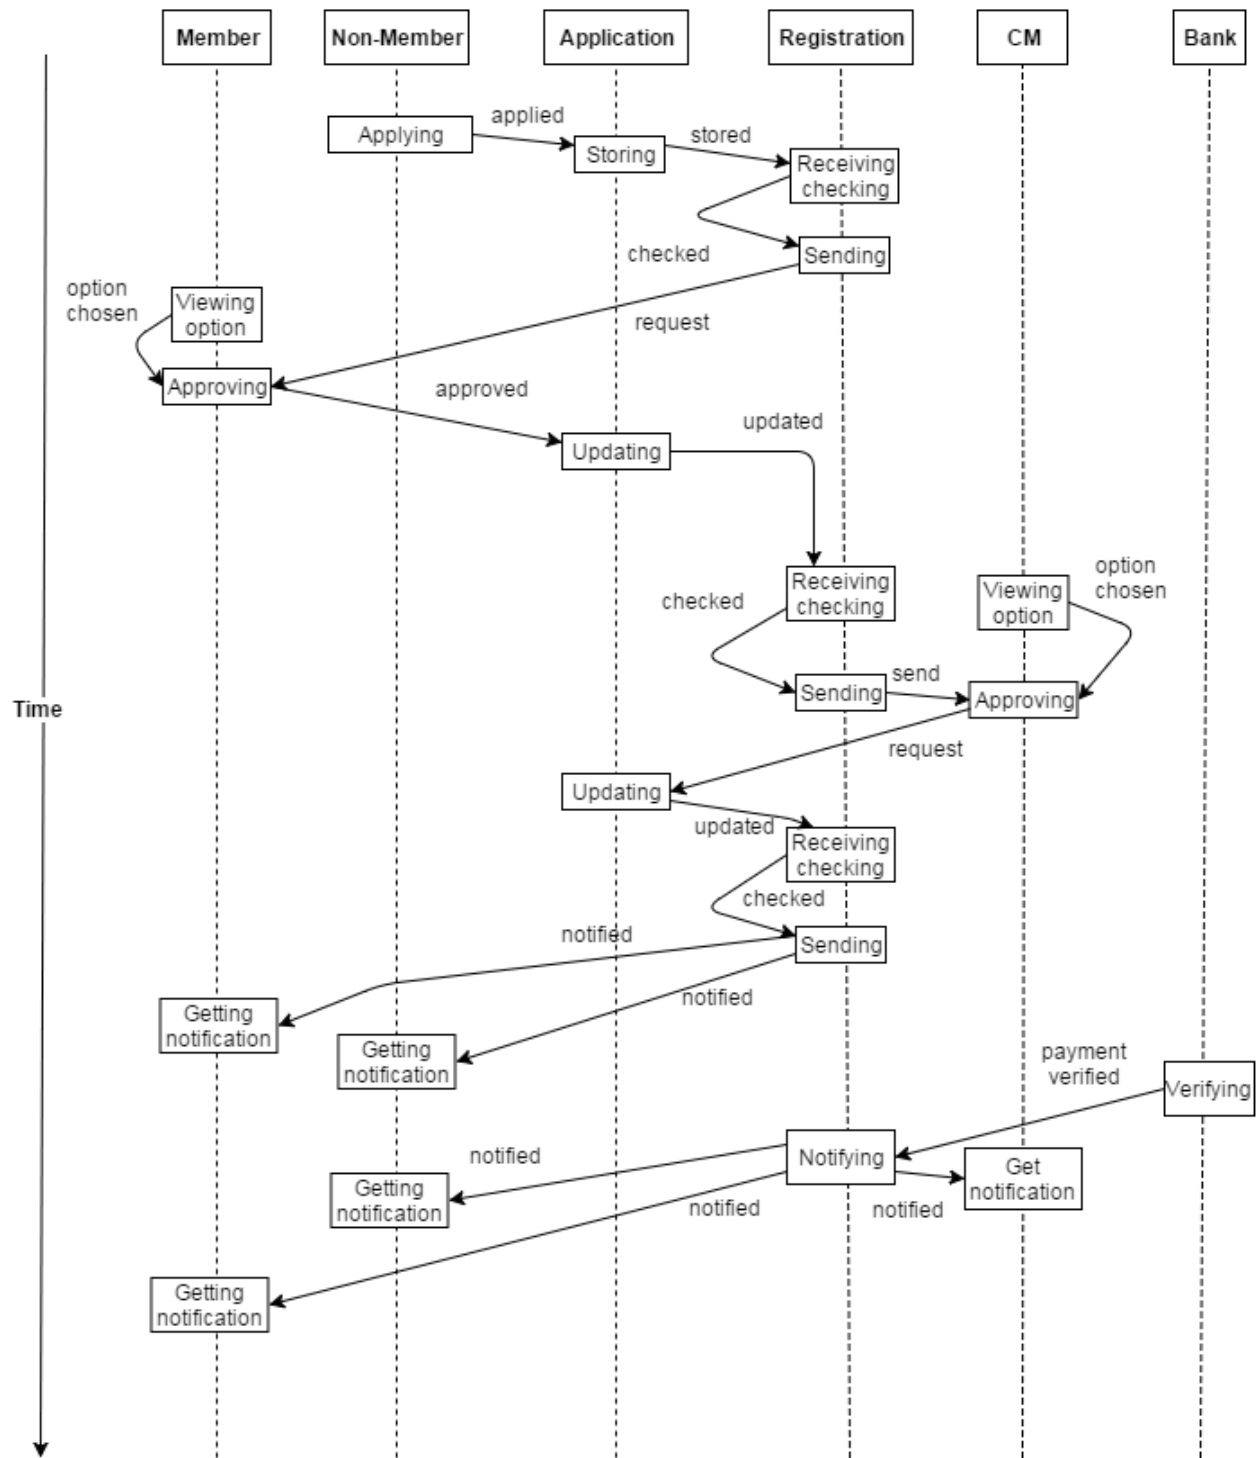 Member
Non-Member
Application
Registration
CM
Bank
applied
Applying
stored
Storing
Receiving
checking
checked
Sending
option
chosen
Viewing
option
request
Approving
approved
updated
Updating
Receiving
checking
checked
Viewing
option
option
chosen
Sending
send
Approving
Time
request
Updating
updated
Receiving
checking
checked
notified
Sending
notified
Getting
notification
Getting
notification
payment
verified
Verifying
notified
Notifying
Get
notification
Getting
notification
notified
notified
Getting
notification